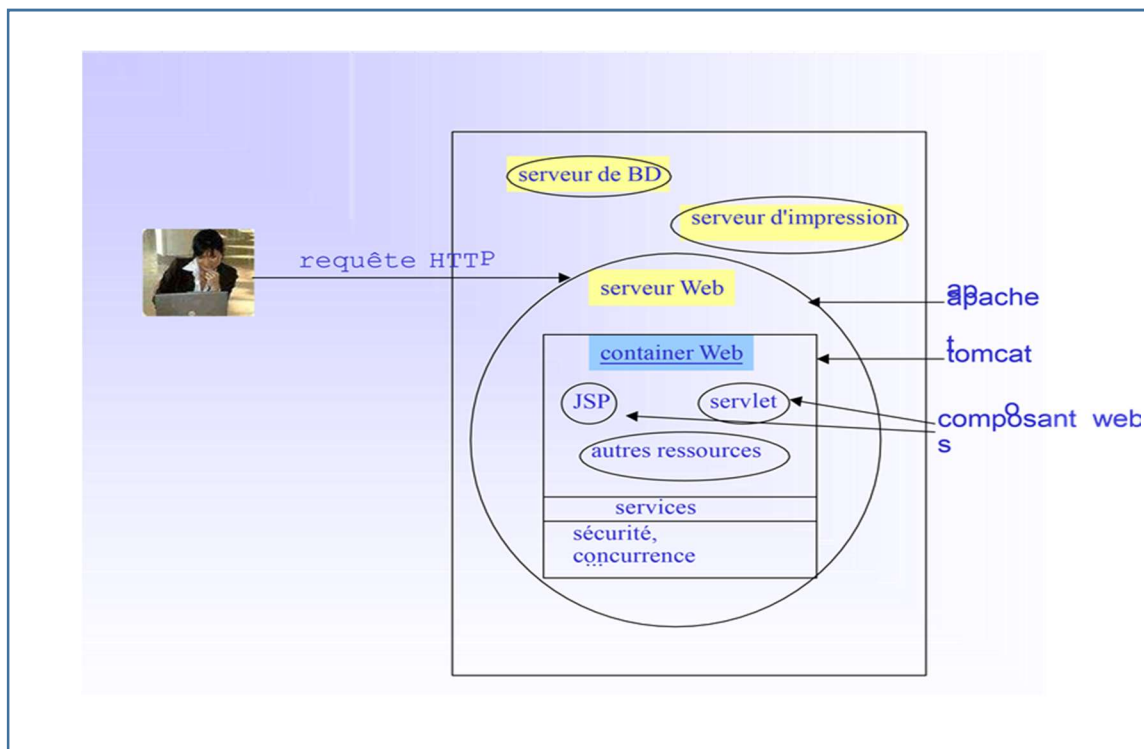 serveur de BD
serveur d'impression
requête HTTP
serveur Web
ap
apache
container Web
t
tomcat
JSP
servlet
o
composant web
s
autres ressources
services
sécurité,
concurrence
...